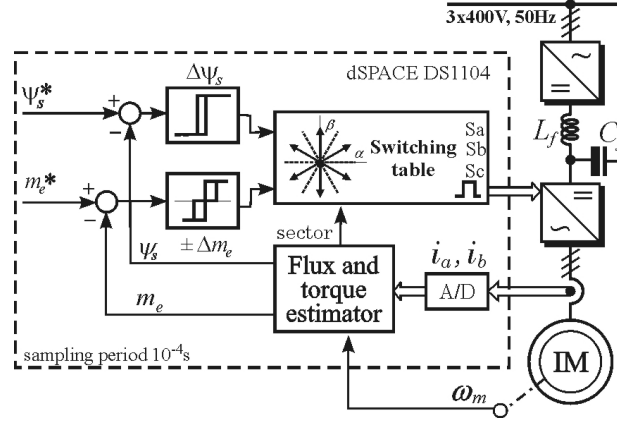 3x400V, 50Hz
dSPACE DS1104
Δψs
ψs*
+
−
me*
+
−
± Δme
β
α
Switching
table
Sa
Sb
Sc
Lf
C
~
=
=
~
sector
ψs
me
Flux and
torque
estimator
ia, ib
A/D
sampling period 10⁻⁴s
ωm
IM